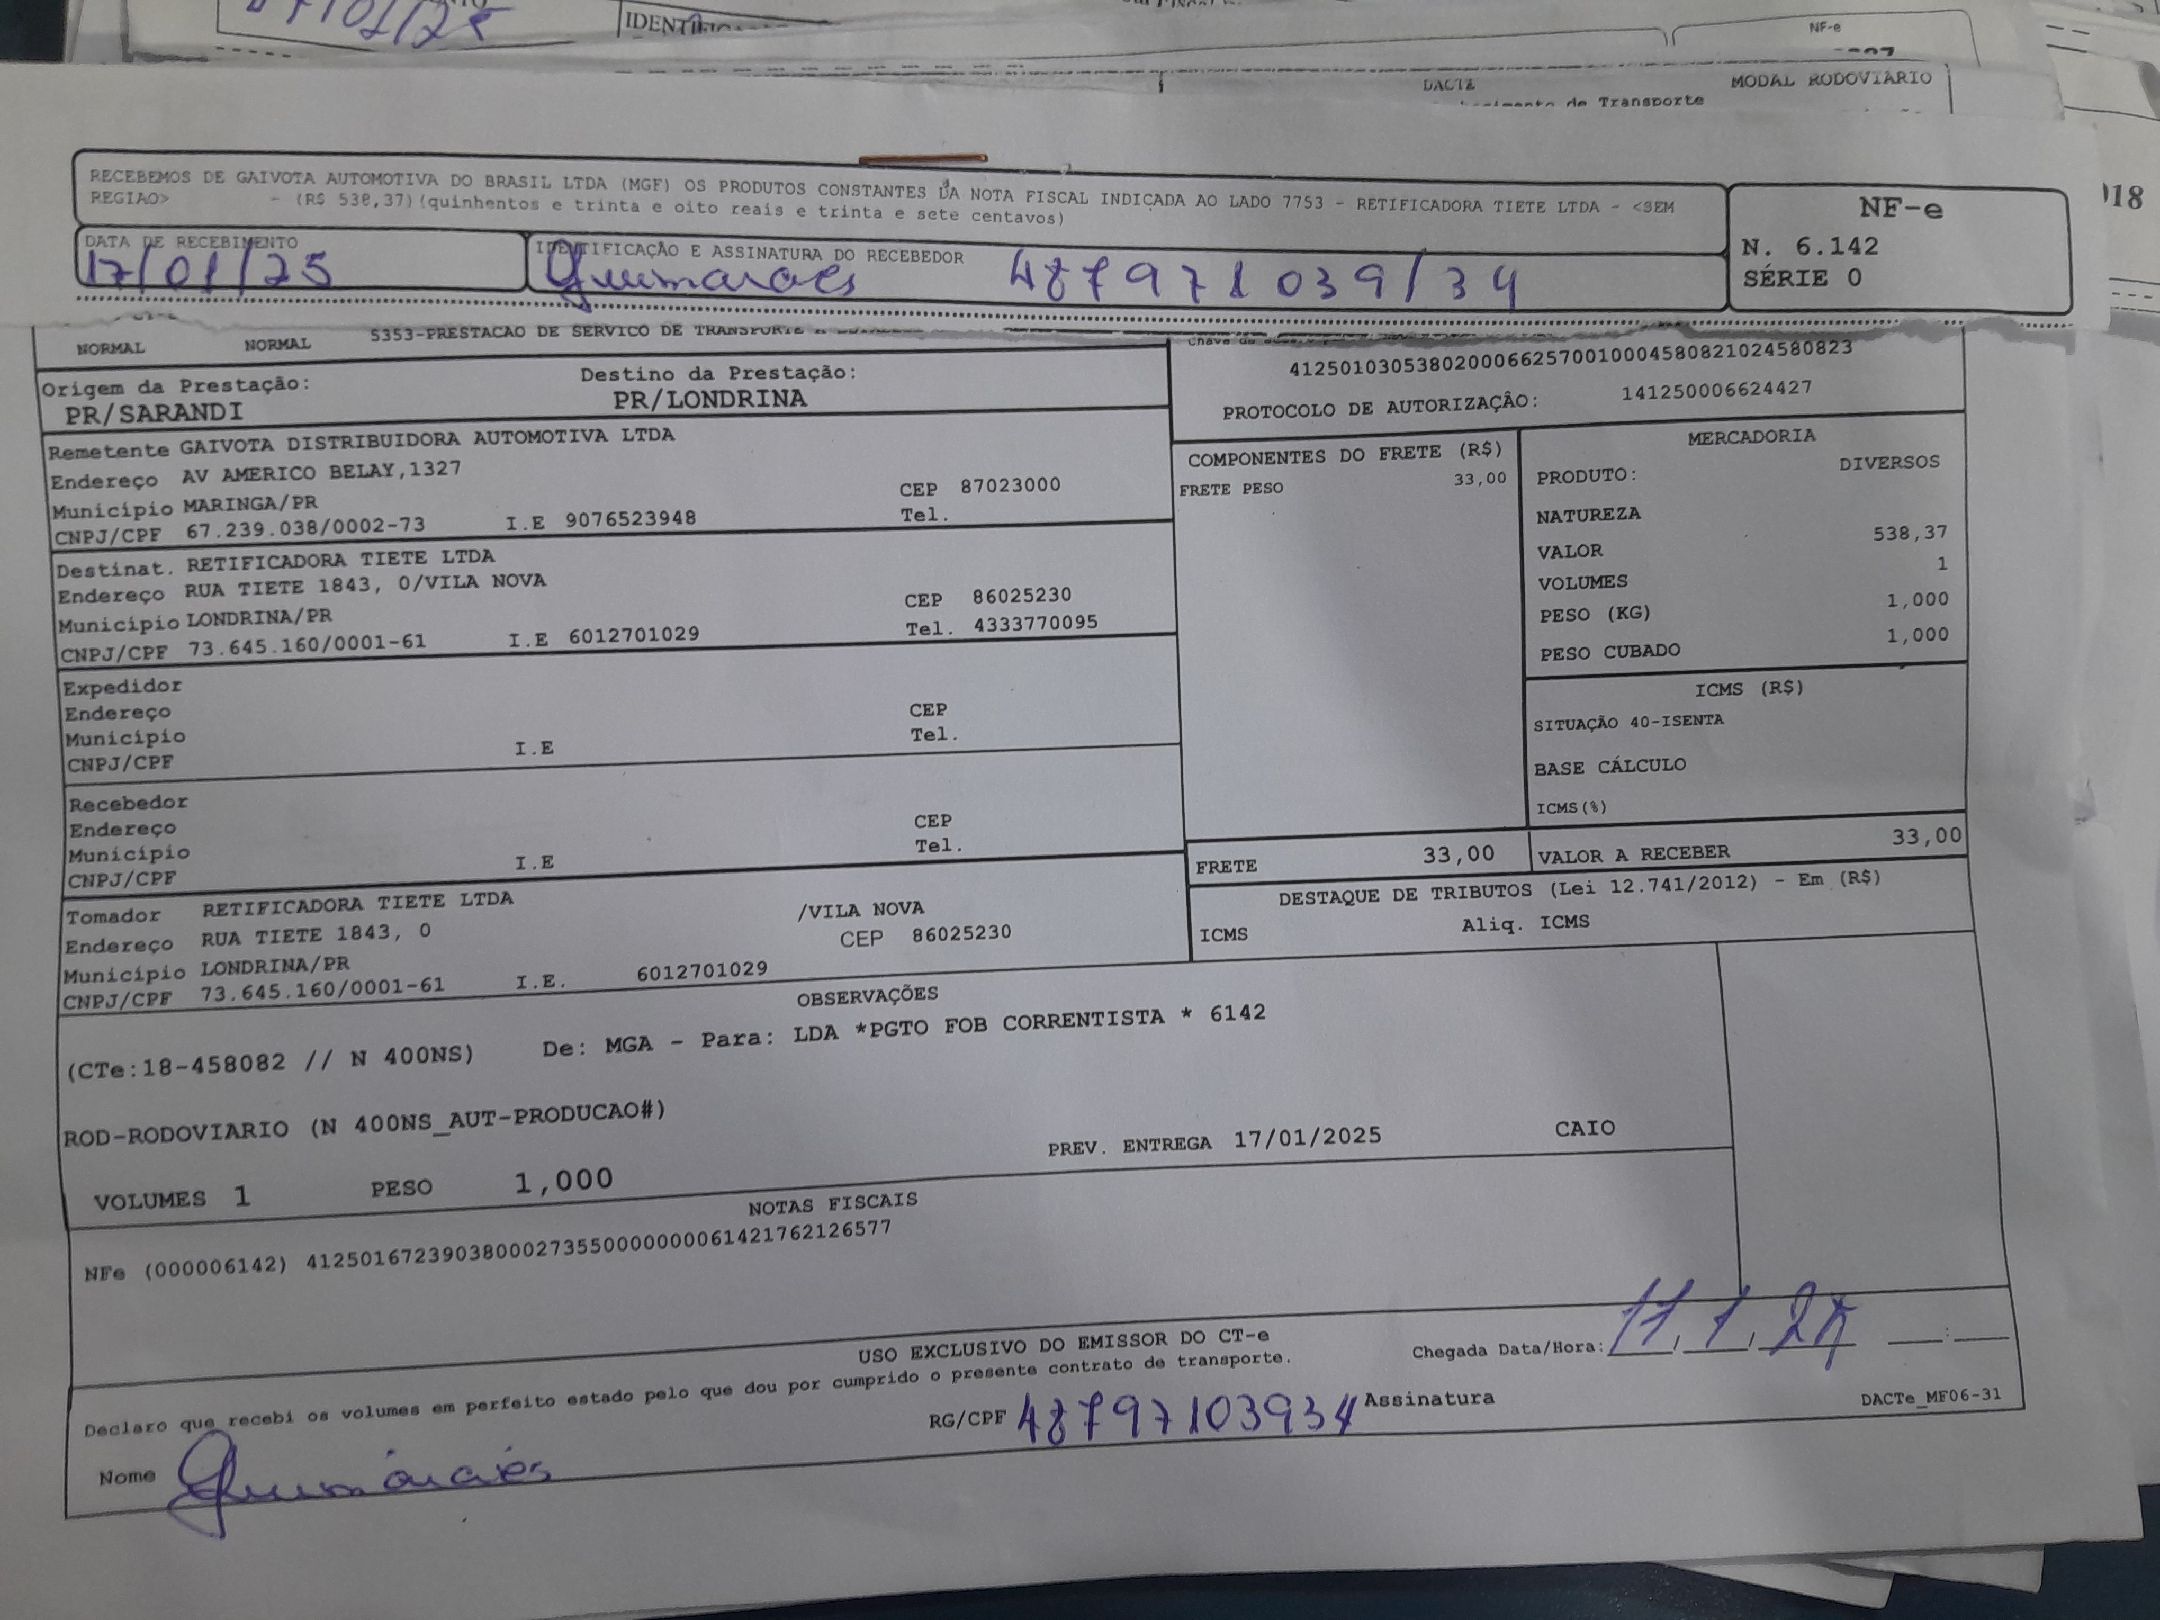 IDENTIFICA
NF-e
DACTE
MODAL RODOVIÁRIO
de Transporte
RECEBEMOS DE GAIVOTA AUTOMOTIVA DO BRASIL LTDA (MGF) OS PRODUTOS CONSTANTES DA NOTA FISCAL INDICADA AO LADO 7753 - RETIFICADORA TIETE LTDA - <SEM
REGIAO> - (R$ 538,37)(quinhentos e trinta e oito reais e trinta e sete centavos)
NF-e
N. 6.142
SÉRIE 0
DATA DE RECEBIMENTO
17/01/25
IDENTIFICAÇÃO E ASSINATURA DO RECEBEDOR
Guimaraes 487971039/34
NORMAL NORMAL 5353-PRESTACAO DE SERVICO DE TRANSPORTE
41250103053802000662570010004580821024580823
Origem da Prestação: Destino da Prestação:
PR/SARANDI PR/LONDRINA
PROTOCOLO DE AUTORIZAÇÃO: 141250006624427
Remetente GAIVOTA DISTRIBUIDORA AUTOMOTIVA LTDA
Endereço AV AMERICO BELAY,1327
Município MARINGA/PR CEP 87023000
CNPJ/CPF 67.239.038/0002-73 I.E 9076523948 Tel.
Destinat. RETIFICADORA TIETE LTDA
Endereço RUA TIETE 1843, 0/VILA NOVA
Município LONDRINA/PR CEP 86025230
CNPJ/CPF 73.645.160/0001-61 I.E 6012701029 Tel. 4333770095
Expedidor
Endereço
Município CEP
CNPJ/CPF I.E Tel.
Recebedor
Endereço
Município CEP
CNPJ/CPF I.E Tel.
Tomador RETIFICADORA TIETE LTDA
Endereço RUA TIETE 1843, 0 /VILA NOVA
Município LONDRINA/PR CEP 86025230
CNPJ/CPF 73.645.160/0001-61 I.E. 6012701029
COMPONENTES DO FRETE (R$)
FRETE PESO 33,00
MERCADORIA
PRODUTO: DIVERSOS
NATUREZA
VALOR 538,37
VOLUMES 1
PESO (KG) 1,000
PESO CUBADO 1,000
ICMS (R$)
SITUAÇÃO 40-ISENTA
BASE CÁLCULO
ICMS(%)
FRETE 33,00 VALOR A RECEBER 33,00
DESTAQUE DE TRIBUTOS (Lei 12.741/2012) - Em (R$)
ICMS Aliq. ICMS
OBSERVAÇÕES
(CTe:18-458082 // N 400NS) De: MGA - Para: LDA *PGTO FOB CORRENTISTA * 6142
ROD-RODOVIARIO (N 400NS_AUT-PRODUCAO#)
PREV. ENTREGA 17/01/2025 CAIO
VOLUMES 1 PESO 1,000
NOTAS FISCAIS
NFe (000006142) 41250167239038000273550000000061421762126577
USO EXCLUSIVO DO EMISSOR DO CT-e
Declaro que recebi os volumes em perfeito estado pelo que dou por cumprido o presente contrato de transporte.
Chegada Data/Hora:
RG/CPF 48797103934 Assinatura
DACTe_MF06-31
Nome Guimaraes